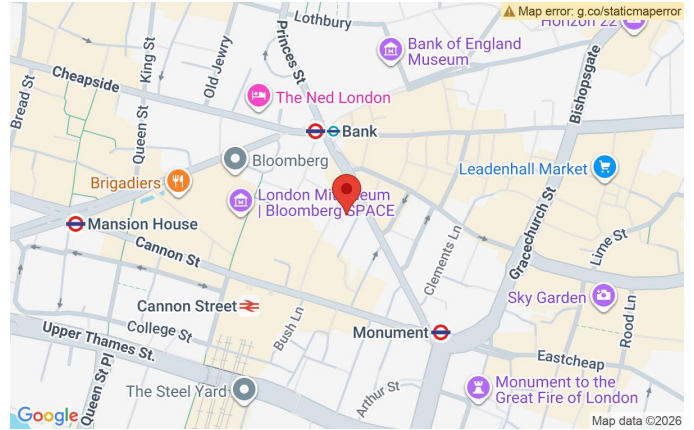 Map error: g.co/staticmaperror
Lothbury
Horizon 22
Bank of England
Museum
Princes St
Old Jewry
King St
Cheapside
Bread St
Queen St
The Ned London
Bishopsgate
Bank
Bloomberg
Leadenhall Market
Brigadiers
London Mit eum
| Bloomberg SPACE
Mansion House
Cannon St
Clements Ln
Gracechurch St
Lime St
Sky Garden
Rood Ln
Cannon Street
College St
Bush Ln
Monument
Upper Thames St.
Queen St Pl
Eastcheap
The Steel Yard
Arthur St
Monument to the
Great Fire of London
Google
Map data ©2026